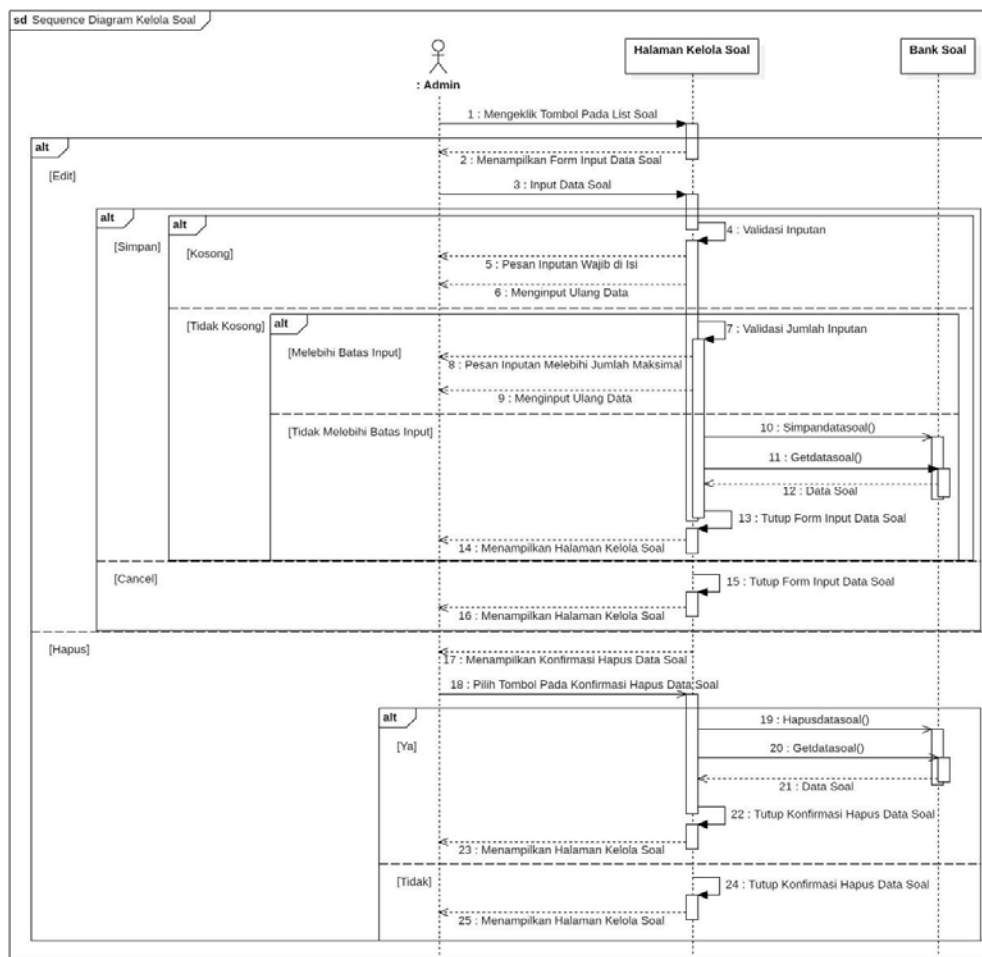 sd Sequence Diagram Kelola Soal
: Admin
Halaman Kelola Soal
Bank Soal
1 : Mengeklik Tombol Pada List Soal
alt
2 : Menampilkan Form Input Data Soal
[Edit]
3 : Input Data Soal
alt
alt
[Simpan]
4 : Validasi Inputan
[Kosong]
5 : Pesan Inputan Wajib di Isi
6 : Menginput Ulang Data
[Tidak Kosong]
alt
7 : Validasi Jumlah Inputan
[Melebihi Batas Input]
8 : Pesan Inputan Melebihi Jumlah Maksimal
9 : Menginput Ulang Data
[Tidak Melebihi Batas Input]
10 : Simpandatasoal()
11 : Getdatasoal()
12 : Data Soal
13 : Tutup Form Input Data Soal
14 : Menampilkan Halaman Kelola Soal
[Cancel]
15 : Tutup Form Input Data Soal
16 : Menampilkan Halaman Kelola Soal
[Hapus]
17 : Menampilkan Konfirmasi Hapus Data Soal
18 : Pilih Tombol Pada Konfirmasi Hapus Data Soal
alt
19 : Hapusdatasoal()
[Ya]
20 : Getdatasoal()
21 : Data Soal
22 : Tutup Konfirmasi Hapus Data Soal
23 : Menampilkan Halaman Kelola Soal
[Tidak]
24 : Tutup Konfirmasi Hapus Data Soal
25 : Menampilkan Halaman Kelola Soal